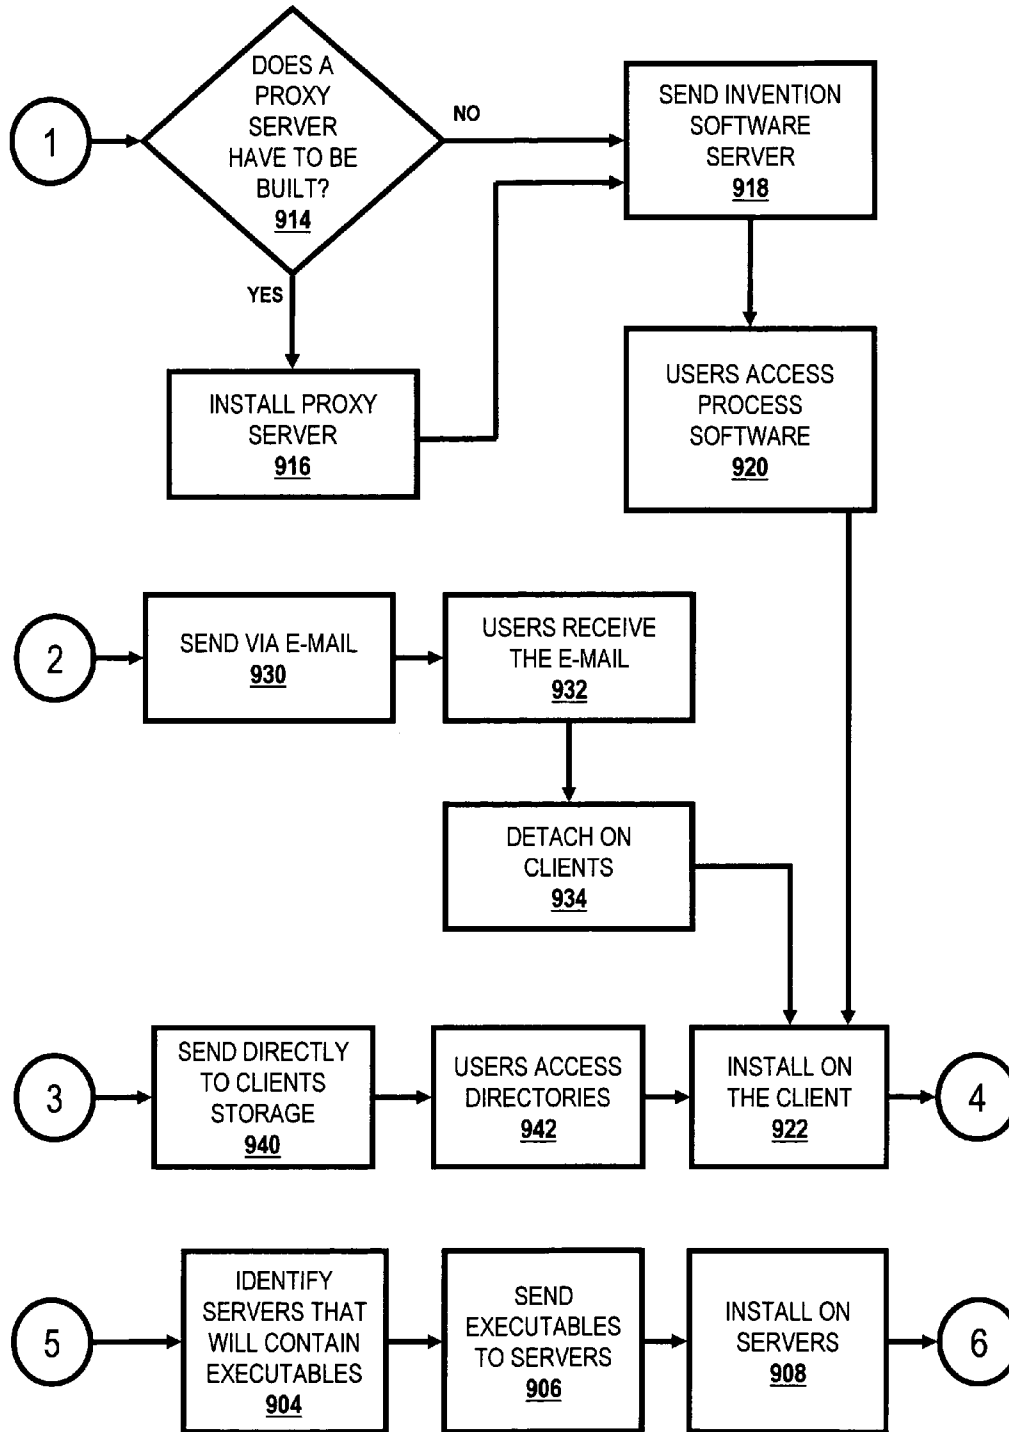 1
DOES A
PROXY
SERVER
HAVE TO BE
BUILT?
914
NO
YES
SEND INVENTION
SOFTWARE
SERVER
918
INSTALL PROXY
SERVER
916
USERS ACCESS
PROCESS
SOFTWARE
920
2
SEND VIA E-MAIL
930
USERS RECEIVE
THE E-MAIL
932
DETACH ON
CLIENTS
934
3
SEND DIRECTLY
TO CLIENTS
STORAGE
940
USERS ACCESS
DIRECTORIES
942
INSTALL ON
THE CLIENT
922
4
5
IDENTIFY
SERVERS THAT
WILL CONTAIN
EXECUTABLES
904
SEND
EXECUTABLES
TO SERVERS
906
INSTALL ON
SERVERS
908
6